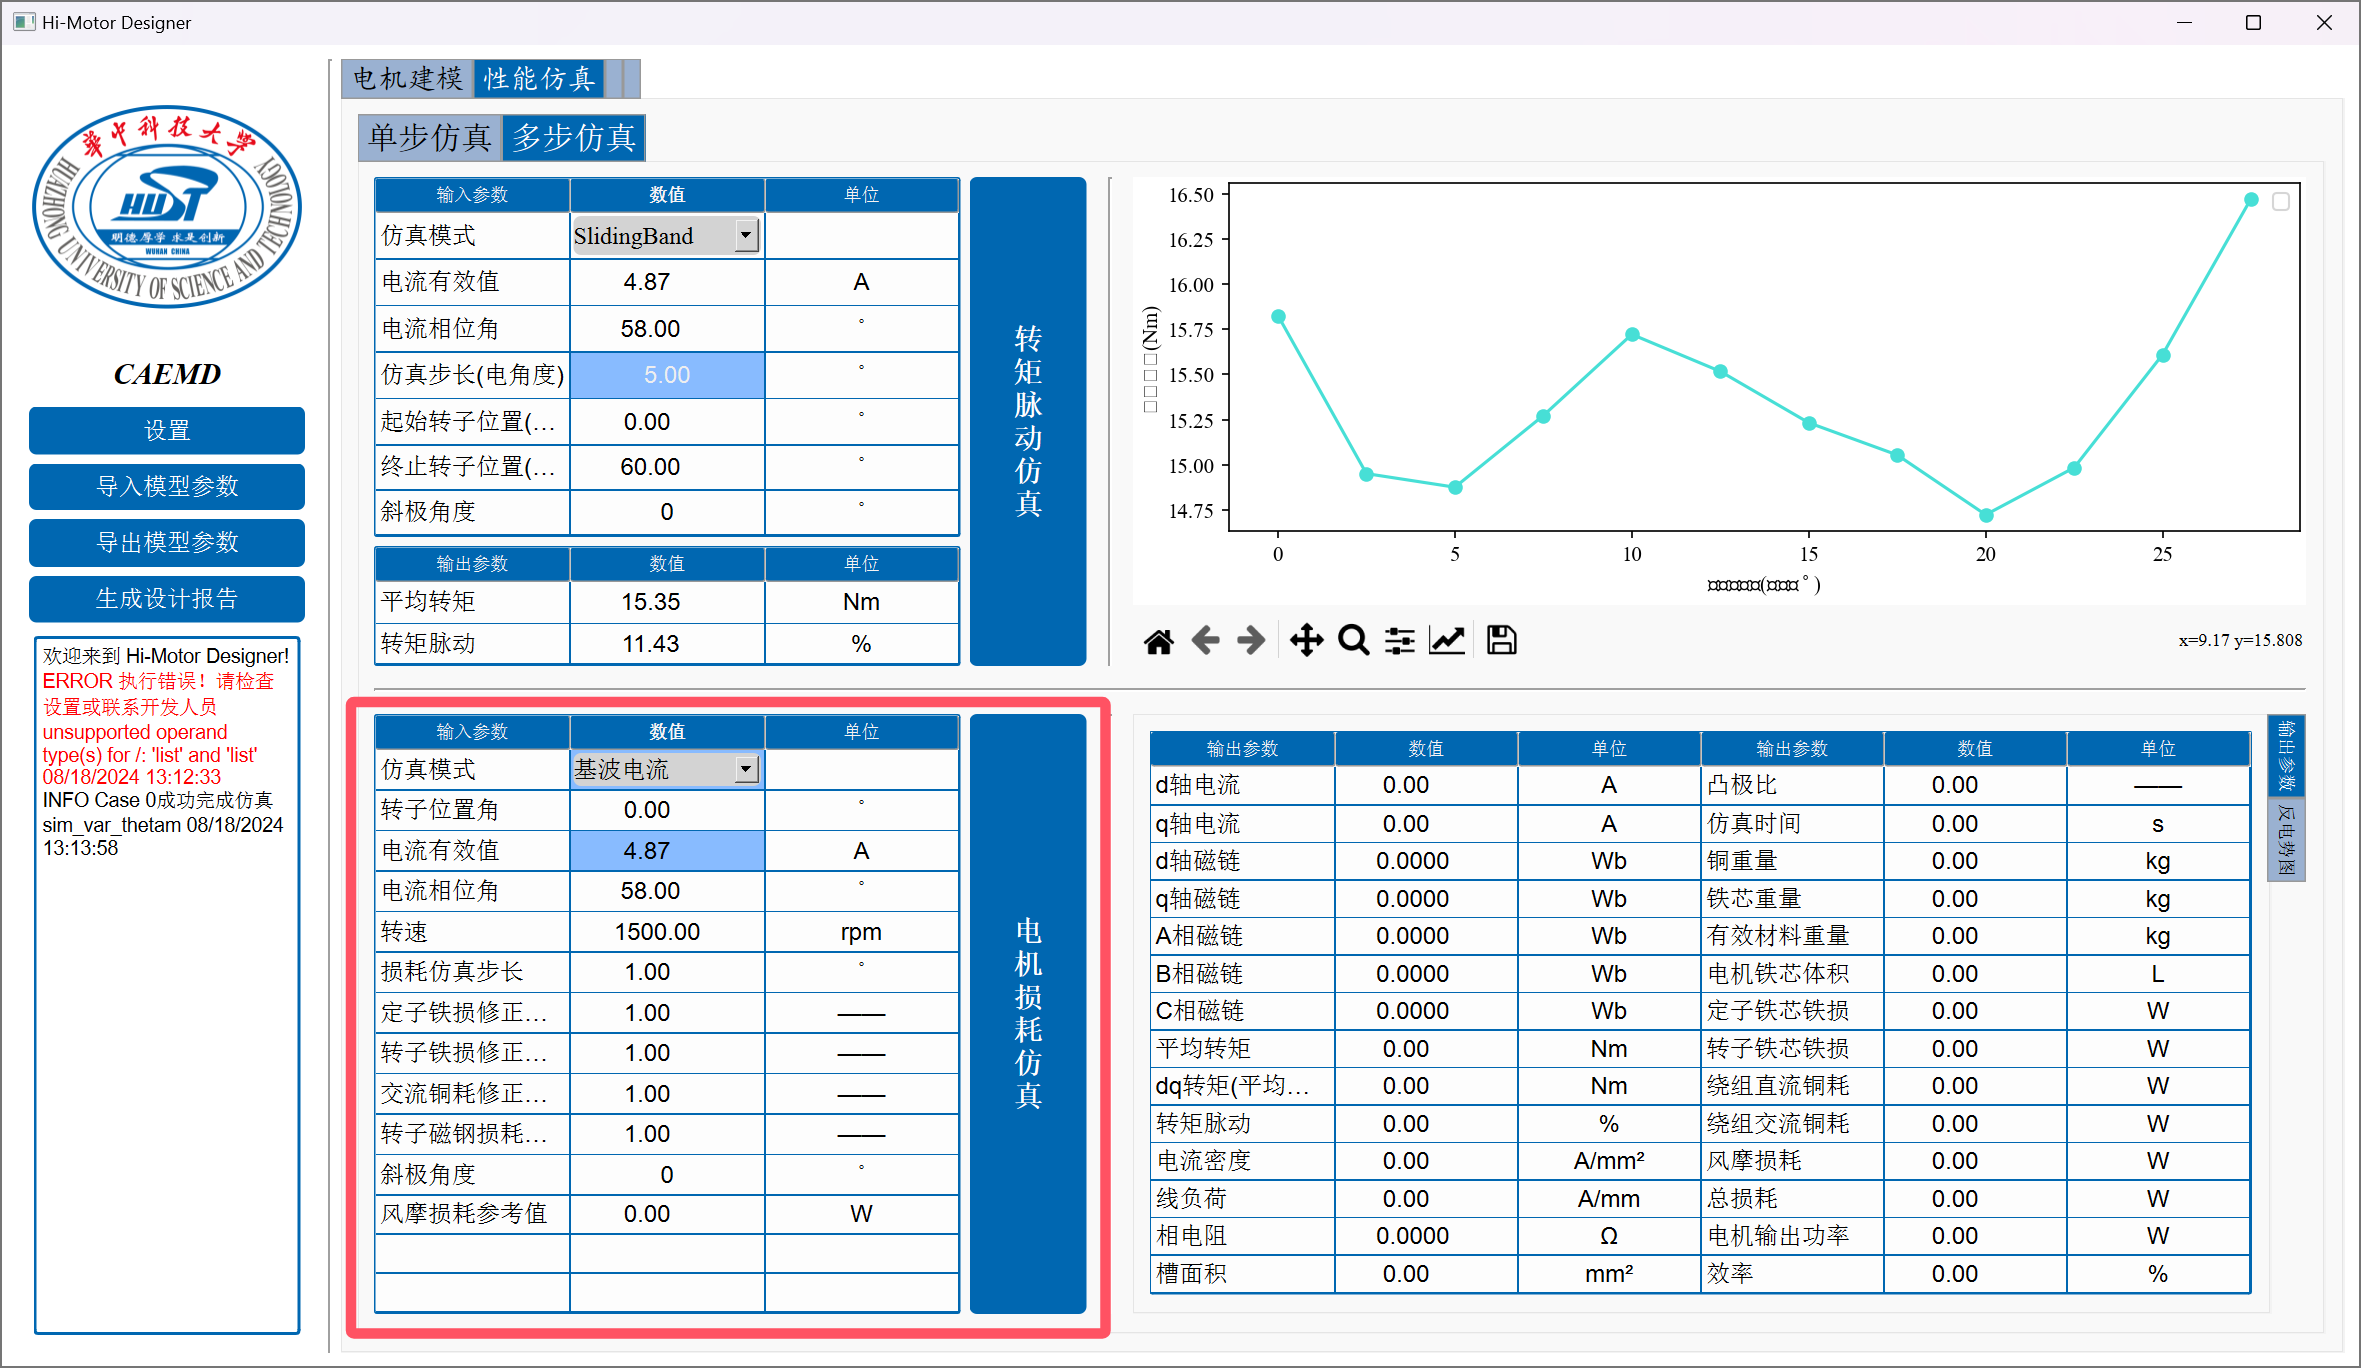 Hi-Motor Designer
華中科技大学
HUAZHONG UNIVERSITY OF SCIENCE AND TECHNOLOGY
HUST
明德厚学 求是创新
WUHAN CHINA
CAEMD
设置
导入模型参数
导出模型参数
生成设计报告
欢迎来到 Hi-Motor Designer!
ERROR 执行错误！请检查
设置或联系开发人员
unsupported operand
type(s) for /: 'list' and 'list'
08/18/2024 13:12:33
INFO Case 0成功完成仿真
sim_var_thetam 08/18/2024
13:13:58
电机建模 性能仿真
单步仿真 多步仿真
输入参数 数值 单位
仿真模式 SlidingBand
电流有效值 4.87 A
电流相位角 58.00 °
仿真步长(电角度) 5.00 °
起始转子位置(... 0.00 °
终止转子位置(... 60.00 °
斜极角度 0 °
输出参数 数值 单位
平均转矩 15.35 Nm
转矩脉动 11.43 %
转矩脉动仿真
16.50
16.25
16.00
15.75
15.50
15.25
15.00
14.75
□□□□(Nm)
0 5 10 15 20 25
□□□□□(□□□°)
x=9.17 y=15.808
输入参数 数值 单位
仿真模式 基波电流
转子位置角 0.00 °
电流有效值 4.87 A
电流相位角 58.00 °
转速 1500.00 rpm
损耗仿真步长 1.00 °
定子铁损修正... 1.00 ——
转子铁损修正... 1.00 ——
交流铜耗修正... 1.00 ——
转子磁钢损耗... 1.00 ——
斜极角度 0 °
风摩损耗参考值 0.00 W
电机损耗仿真
输出参数 数值 单位 输出参数 数值 单位
d轴电流 0.00 A 凸极比 0.00 ——
q轴电流 0.00 A 仿真时间 0.00 s
d轴磁链 0.0000 Wb 铜重量 0.00 kg
q轴磁链 0.0000 Wb 铁芯重量 0.00 kg
A相磁链 0.0000 Wb 有效材料重量 0.00 kg
B相磁链 0.0000 Wb 电机铁芯体积 0.00 L
C相磁链 0.0000 Wb 定子铁芯铁损 0.00 W
平均转矩 0.00 Nm 转子铁芯铁损 0.00 W
dq转矩(平均... 0.00 Nm 绕组直流铜耗 0.00 W
转矩脉动 0.00 % 绕组交流铜耗 0.00 W
电流密度 0.00 A/mm² 风摩损耗 0.00 W
线负荷 0.00 A/mm 总损耗 0.00 W
相电阻 0.0000 Ω 电机输出功率 0.00 W
槽面积 0.00 mm² 效率 0.00 %
输出参数
反电势图